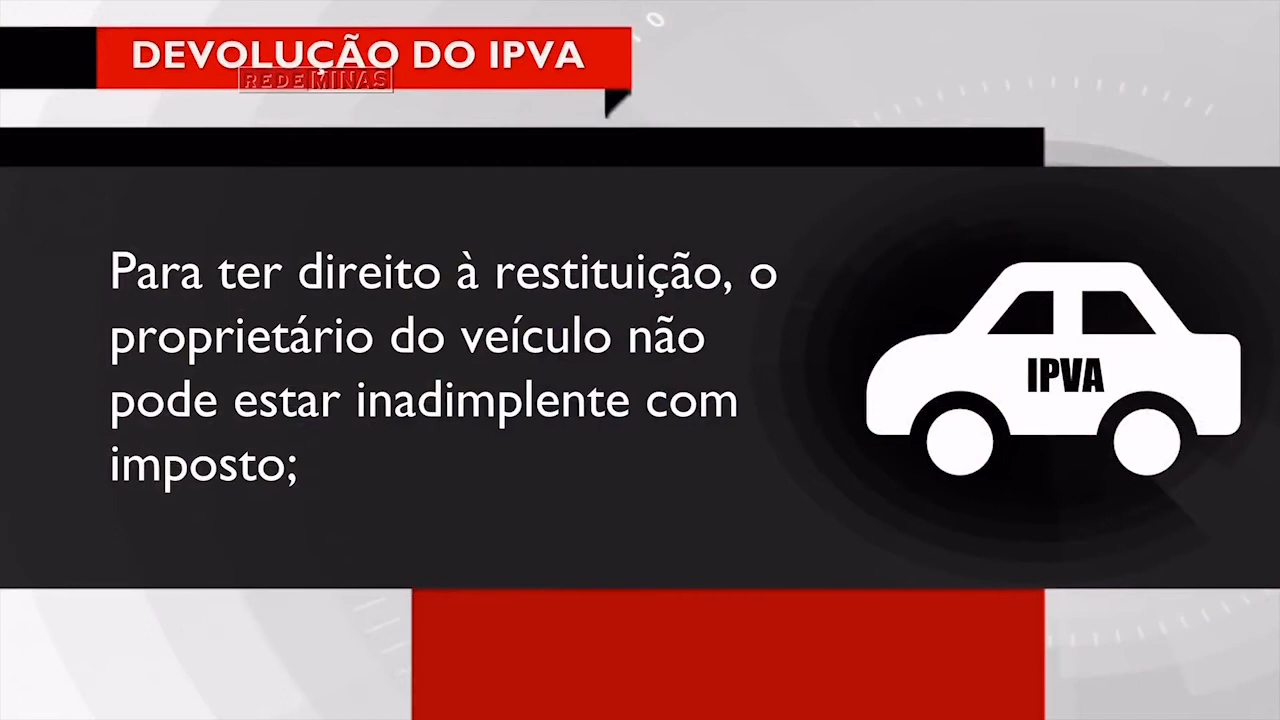 DEVOLUÇÃO DO IPVA
REDE MINAS
Para ter direito à restituição, o
proprietário do veículo não
pode estar inadimplente com
imposto;
IPVA